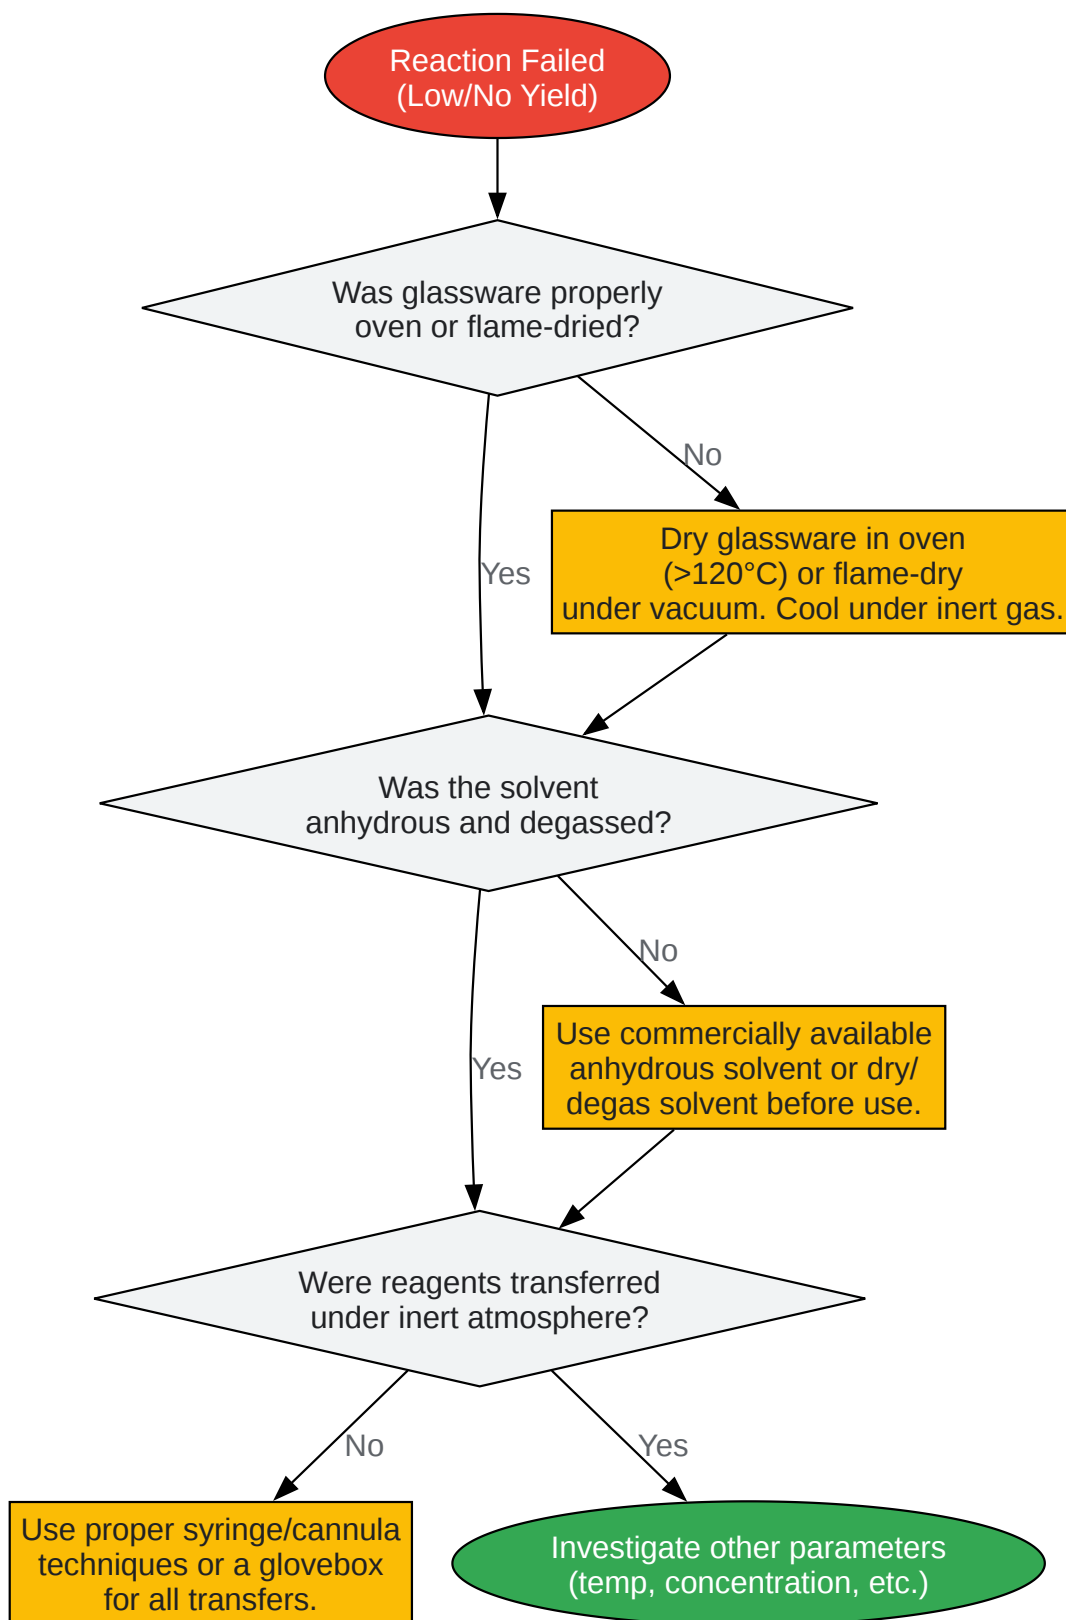 Reaction Failed
(Low/No Yield)
Was glassware properly
oven or flame-dried?
No
Yes
Dry glassware in oven
(>120°C) or flame-dry
under vacuum. Cool under inert gas.
Was the solvent
anhydrous and degassed?
No
Yes
Use commercially available
anhydrous solvent or dry/
degas solvent before use.
Were reagents transferred
under inert atmosphere?
No
Yes
Use proper syringe/cannula
techniques or a glovebox
for all transfers.
Investigate other parameters
(temp, concentration, etc.)